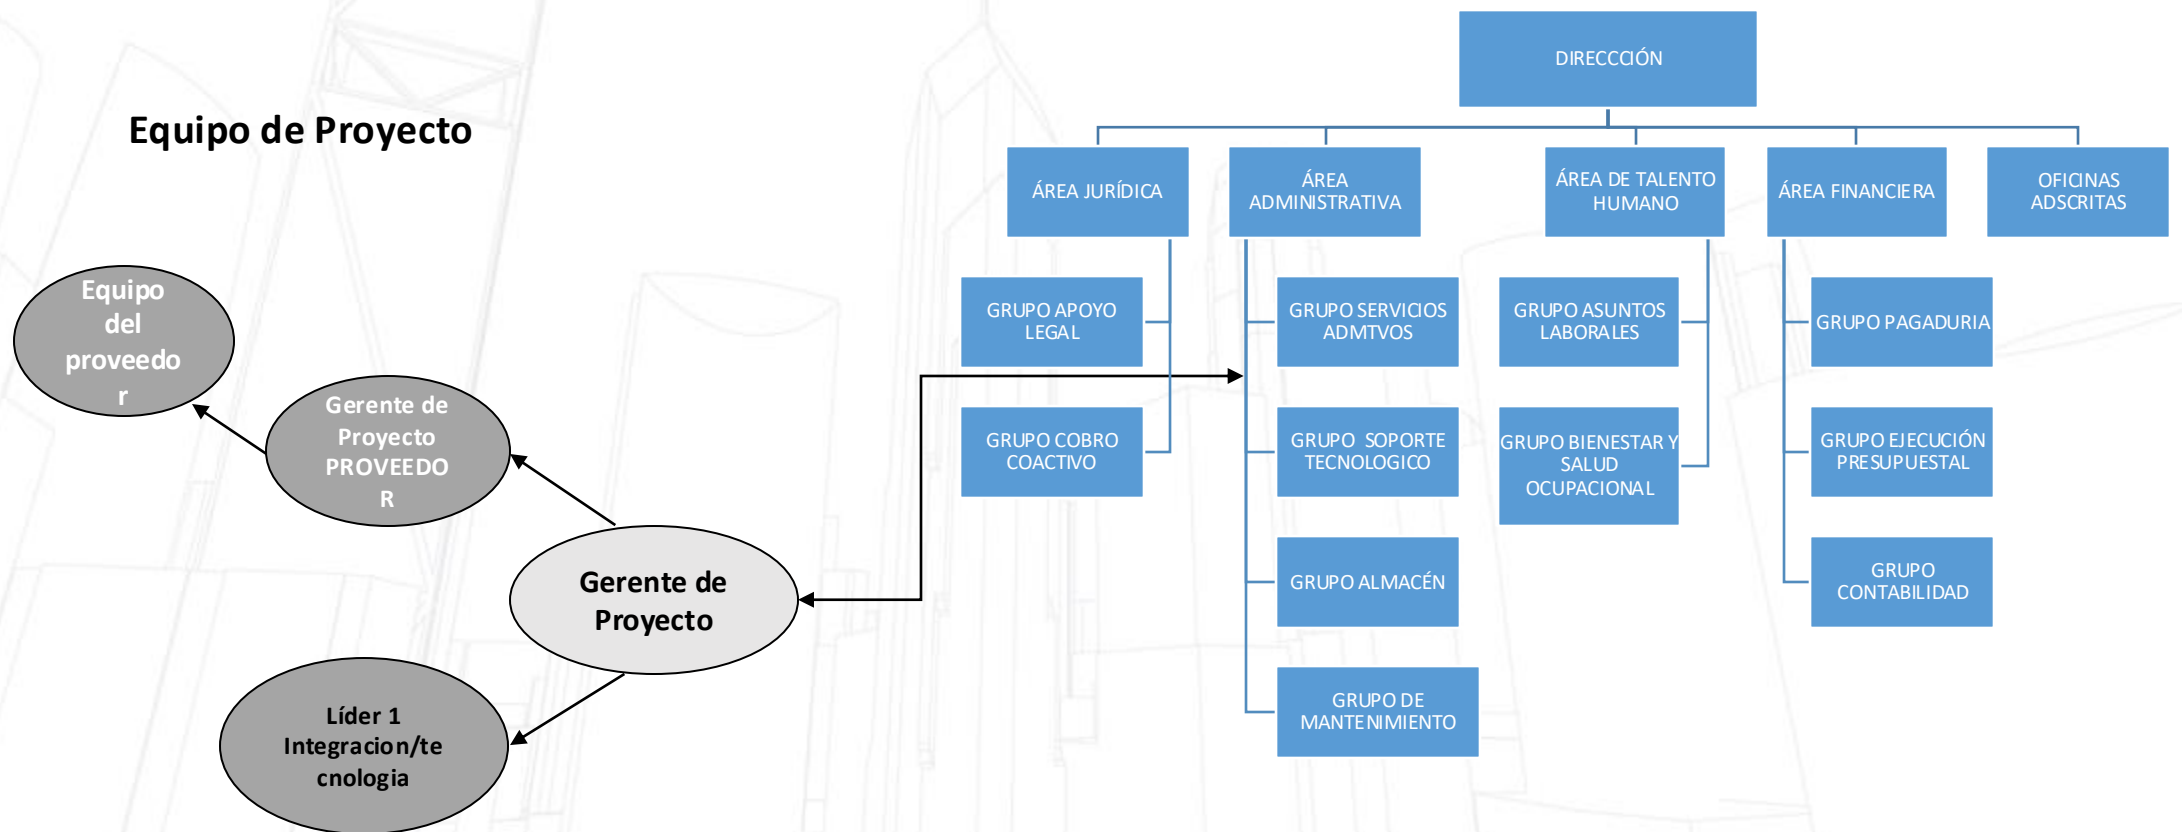 Equipo de Proyecto
Equipo
del
proveedo
r
Gerente de
Proyecto
PROVEEDO
R
Gerente de
Proyecto
Líder 1
Integracion/te
cnologia
DIRECCCIÓN
ÁREA JURÍDICA
ÁREA
ADMINISTRATIVA
ÁREA DE TALENTO
HUMANO
ÁREA FINANCIERA
OFICINAS
ADSCRITAS
GRUPO APOYO
LEGAL
GRUPO COBRO
COACTIVO
GRUPO SERVICIOS
ADMTVOS
GRUPO SOPORTE
TECNOLOGICO
GRUPO ALMACÉN
GRUPO DE
MANTENIMIENTO
GRUPO ASUNTOS
LABORALES
GRUPO BIENESTAR Y
SALUD
OCUPACIONAL
GRUPO PAGADURIA
GRUPO EJECUCIÓN
PRESUPUESTAL
GRUPO
CONTABILIDAD